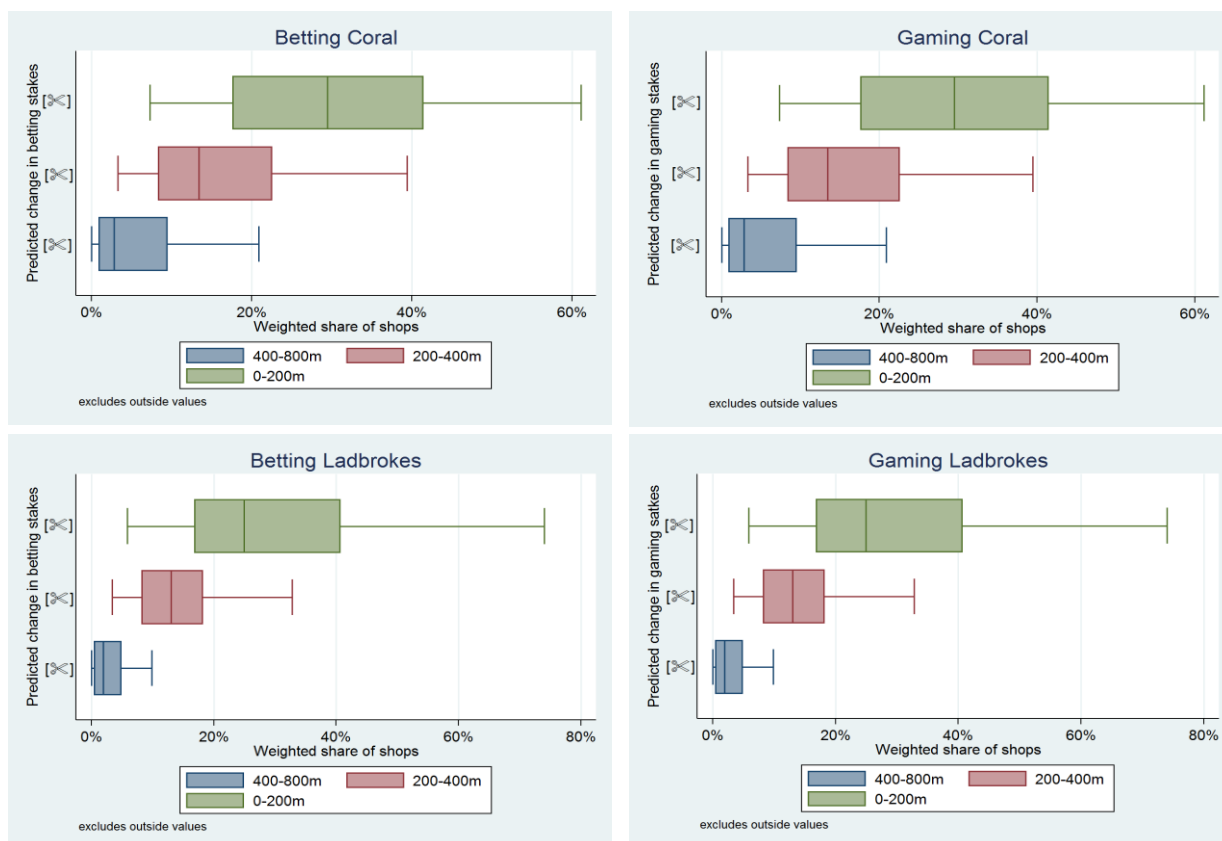 Betting Coral
Predicted change in betting stakes
[✂]
[✂]
[✂]
0% 20% 40% 60%
Weighted share of shops
400-800m 200-400m
0-200m
excludes outside values
Gaming Coral
Predicted change in gaming stakes
[✂]
[✂]
[✂]
0% 20% 40% 60%
Weighted share of shops
400-800m 200-400m
0-200m
excludes outside values
Betting Ladbrokes
Predicted change in betting stakes
[✂]
[✂]
[✂]
0% 20% 40% 60% 80%
Weighted share of shops
400-800m 200-400m
0-200m
excludes outside values
Gaming Ladbrokes
Predicted change in gaming satkes
[✂]
[✂]
[✂]
0% 20% 40% 60% 80%
Weighted share of shops
400-800m 200-400m
0-200m
excludes outside values